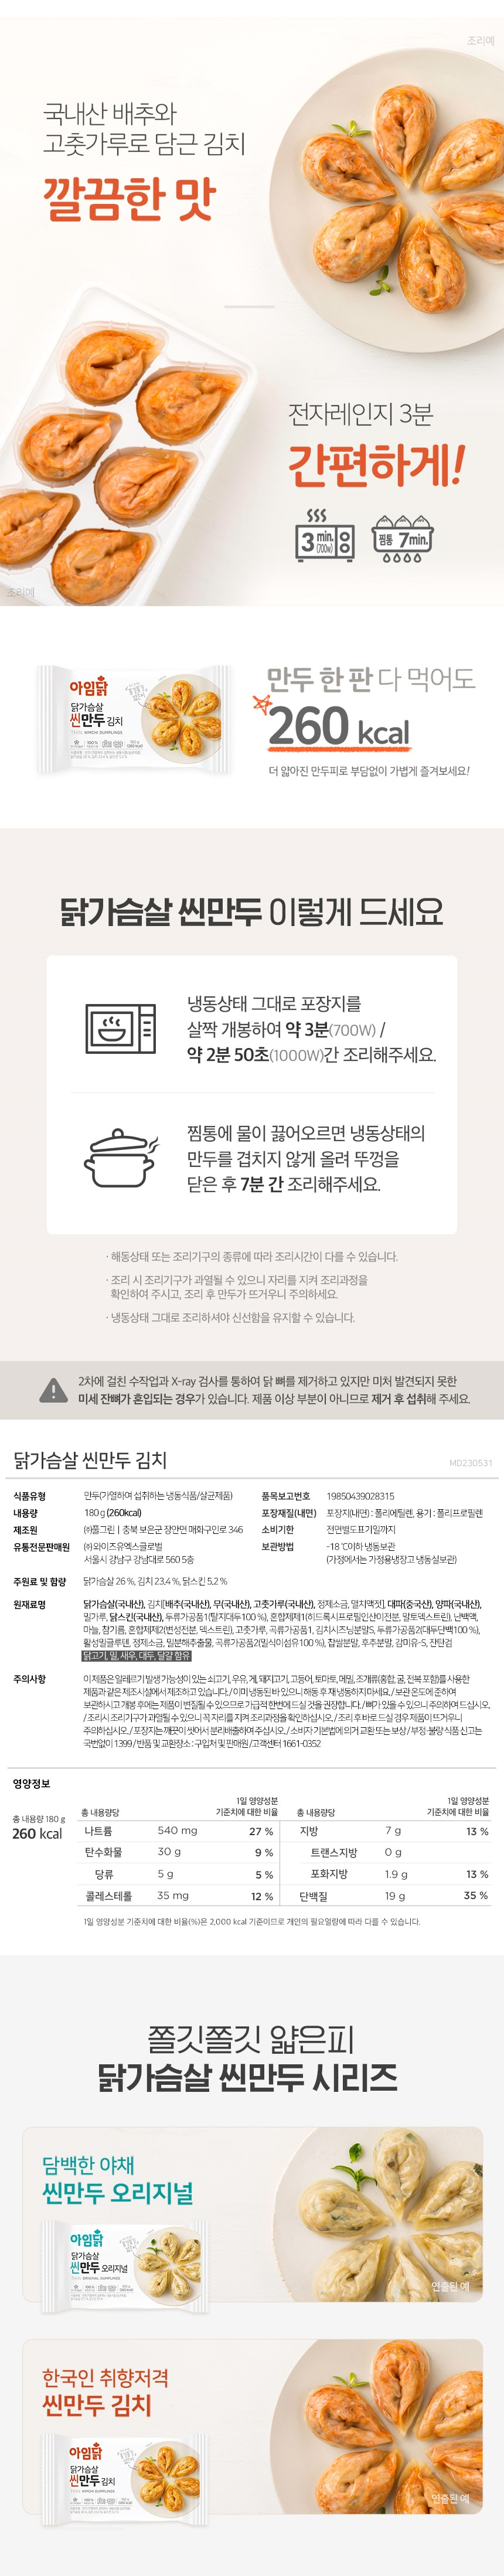 조리예
국내산 배추와
고춧가루로 담근 김치
깔끔한 맛
전자레인지 3분
간편하게!
3 min.
(700w)
찜통 7min.
조리예
아임닭
닭가슴살
씬만두 김치
만두 한 판 다 먹어도
260 kcal
더 얇아진 만두피로 부담없이 가볍게 즐겨보세요!
닭가슴살 씬만두 이렇게 드세요
냉동상태 그대로 포장지를
살짝 개봉하여 약 3분(700W) /
약 2분 50초(1000W)간 조리해주세요.
찜통에 물이 끓어오르면 냉동상태의
만두를 겹치지 않게 올려 뚜껑을
닫은 후 7분 간 조리해주세요.
· 해동상태 또는 조리기구의 종류에 따라 조리시간이 다를 수 있습니다.
· 조리 시 조리기구가 과열될 수 있으니 자리를 지켜 조리과정을
확인하여 주시고, 조리 후 만두가 뜨거우니 주의하세요.
· 냉동상태 그대로 조리하셔야 신선함을 유지할 수 있습니다.
2차에 걸친 수작업과 X-ray 검사를 통하여 닭 뼈를 제거하고 있지만 미처 발견되지 못한
미세 잔뼈가 혼입되는 경우가 있습니다. 제품 이상 부분이 아니므로 제거 후 섭취해 주세요.
닭가슴살 씬만두 김치
MD230531
식품유형 만두(가열하여 섭취하는 냉동식품/살균제품)
품목보고번호 19850439028315
내용량 180 g (260kcal)
포장재질(내면) 포장지(내면) : 폴리에틸렌, 용기 : 폴리프로필렌
제조원 ㈜풀그린 | 충북 보은군 장안면 매화구인로 346
소비기한 전면별도표기일까지
유통전문판매원 ㈜ 와이즈유엑스글로벌
서울시 강남구 강남대로 560 5층
보관방법 -18 ℃이하 냉동보관
(가정에서는 가정용냉장고 냉동실보관)
주원료 및 함량 닭가슴살 26 %, 김치 23.4 %, 닭스킨 5.2 %
원재료명 닭가슴살(국내산), 김치[배추(국내산), 무(국내산), 고춧가루(국내산), 정제소금, 멸치액젓], 대파(중국산), 양파(국내산),
밀가루, 닭스킨(국내산), 두류가공품1(탈지대두 100 %), 혼합제제1(히드록시프로필인산이전분, 말토덱스트린), 난백액,
마늘, 참기름, 혼합제제2(변성전분, 덱스트린), 고춧가루, 곡류가공품1, 김치시즈닝분말S, 두류가공품2(대두단백 100 %),
활성밀글루텐, 정제소금, 밀분해추출물, 곡류가공품2(밀식이섬유 100 %), 찹쌀분말, 후추분말, 감미유-S, 잔탄검
닭고기, 밀, 새우, 대두, 달걀 함유
주의사항 이 제품은 알레르기 발생 가능성이 있는 쇠고기, 우유, 게, 돼지고기, 고등어, 토마토, 메밀, 조개류(홍합, 굴, 전복 포함)를 사용한
제품과 같은 제조시설에서 제조하고 있습니다. / 이미 냉동된 바 있으니 해동 후 재 냉동하지 마세요. / 보관 온도에 준하여
보관하시고 개봉 후에는 제품이 변질될 수 있으므로 가급적 한번에 드실 것을 권장합니다. / 뼈가 있을 수 있으니 주의하여 드십시오.
/ 조리시 조리기구가 과열될 수 있으니 꼭 자리를 지켜 조리과정을 확인하십시오. / 조리 후 바로 드실 경우 제품이 뜨거우니
주의하십시오. / 포장지는 깨끗이 씻어서 분리배출하여 주십시오. / 소비자 기본법에 의거 교환 또는 보상 / 부정·불량 식품 신고는
국번없이 1399 / 반품 및 교환장소 : 구입처 및 판매원 / 고객센터 1661-0352
영양정보
총 내용량 180 g
260 kcal
총 내용량당 1일 영양성분
기준치에 대한 비율
총 내용량당 1일 영양성분
기준치에 대한 비율
나트륨 540 mg 27 %
지방 7 g 13 %
탄수화물 30 g 9 %
트랜스지방 0 g
당류 5 g 5 %
포화지방 1.9 g 13 %
콜레스테롤 35 mg 12 %
단백질 19 g 35 %
1일 영양성분 기준치에 대한 비율(%)은 2,000 kcal 기준이므로 개인의 필요열량에 따라 다를 수 있습니다.
쫄깃쫄깃 얇은피
닭가슴살 씬만두 시리즈
담백한 야채
씬만두 오리지널
아임닭
닭가슴살
씬만두 오리지널
연출된 예
한국인 취향저격
씬만두 김치
아임닭
닭가슴살
씬만두 김치
연출된 예